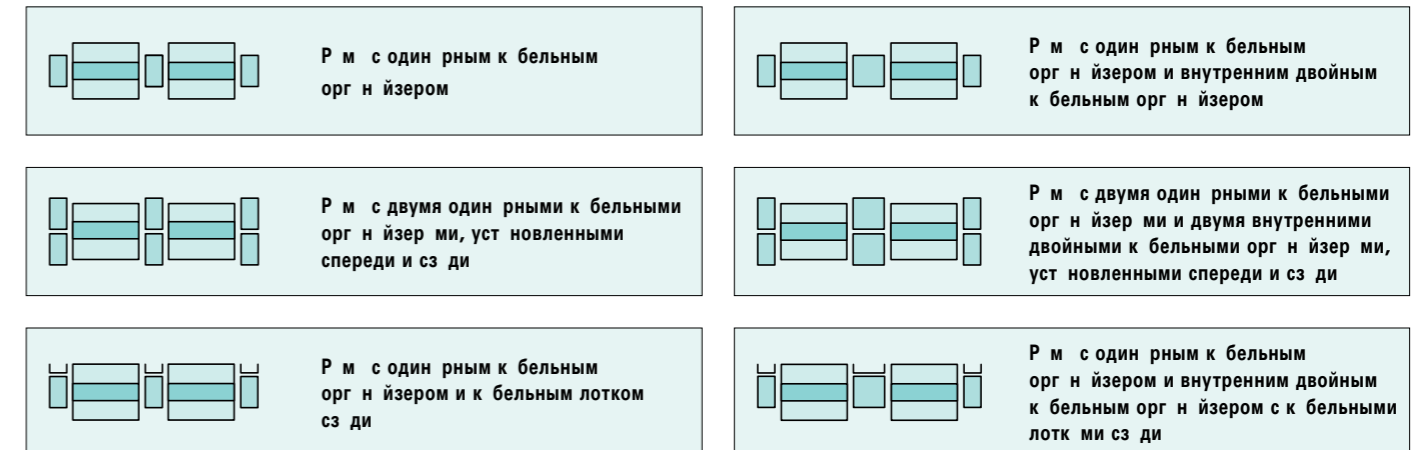 Р м с один рным к бельным
орг н йзером
Р м с один рным к бельным
орг н йзером и внутренним двойным
к бельным орг н йзером
Р м с двумя один рными к бельными
орг н йзер ми, уст новленными
спереди и сз ди
Р м с двумя один рными к бельными
орг н йзер ми и двумя внутренними
двойными к бельными орг н йзер ми,
уст новленными спереди и сз ди
Р м с один рным к бельным
орг н йзером и к бельным лотком
сз ди
Р м с один рным к бельным
орг н йзером и внутренним двойным
к бельным орг н йзером с к бельными
лотк ми сз ди